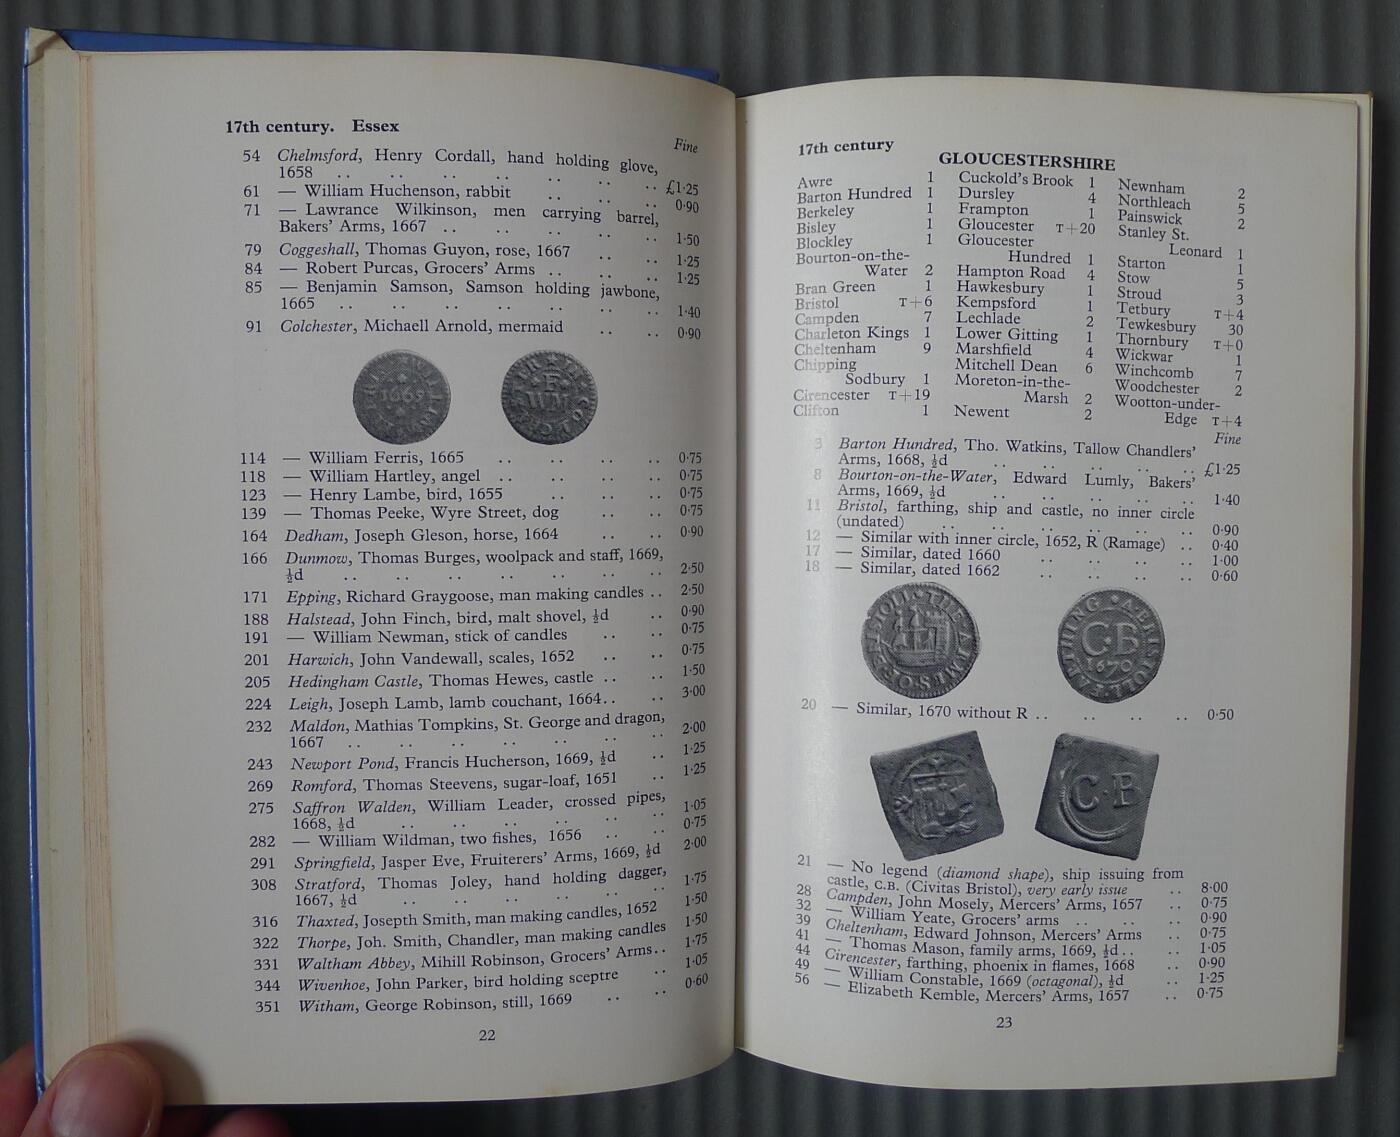 17th century. Essex
Fine
54 Chelmsford, Henry Cordall, hand holding glove,
1658 .. .. .. .. .. .. .. £1·25
61 — William Huchenson, rabbit .. .. .. 0·90
71 — Lawrance Wilkinson, men carrying barrel,
Bakers' Arms, 1667 .. .. .. .. .. 1·50
79 Coggeshall, Thomas Guyon, rose, 1667 .. .. 1·25
84 — Robert Purcas, Grocers' Arms .. .. .. 1·25
85 — Benjamin Samson, Samson holding jawbone,
1665 .. .. .. .. .. .. .. 1·40
91 Colchester, Michaell Arnold, mermaid .. .. 0·90
1669
F
WM
114 — William Ferris, 1665 .. .. .. .. 0·75
118 — William Hartley, angel .. .. .. .. 0·75
123 — Henry Lambe, bird, 1655 .. .. .. 0·75
139 — Thomas Peeke, Wyre Street, dog .. .. 0·75
164 Dedham, Joseph Gleson, horse, 1664 .. .. 0·90
166 Dunmow, Thomas Burges, woolpack and staff, 1669,
½d .. .. .. .. .. .. .. 2·50
171 Epping, Richard Graygoose, man making candles .. 2·50
188 Halstead, John Finch, bird, malt shovel, ½d .. 0·90
191 — William Newman, stick of candles .. .. 0·75
201 Harwich, John Vandewall, scales, 1652 .. .. 0·75
205 Hedingham Castle, Thomas Hewes, castle .. .. 1·50
224 Leigh, Joseph Lamb, lamb couchant, 1664 .. .. 3·00
232 Maldon, Mathias Tompkins, St. George and dragon,
1667 .. .. .. .. .. .. .. 2·00
243 Newport Pond, Francis Hucherson, 1669, ½d .. 1·25
269 Romford, Thomas Steevens, sugar-loaf, 1651 .. 1·25
275 Saffron Walden, William Leader, crossed pipes,
1668, ½d .. .. .. .. .. .. 1·05
282 — William Wildman, two fishes, 1656 .. .. 0·75
291 Springfield, Jasper Eve, Fruiterers' Arms, 1669, ½d 2·00
308 Stratford, Thomas Joley, hand holding dagger,
1667, ½d .. .. .. .. .. .. 1·75
316 Thaxted, Josepth Smith, man making candles, 1652 1·50
322 Thorpe, Joh. Smith, Chandler, man making candles 1·50
331 Waltham Abbey, Mihill Robinson, Grocers' Arms .. 1·75
344 Wivenhoe, John Parker, bird holding sceptre .. 1·05
351 Witham, George Robinson, still, 1669 .. .. 0·60
22
17th century
GLOUCESTERSHIRE
Awre 1
Barton Hundred 1
Berkeley 1
Bisley 1
Blockley 1
Bourton-on-the-
Water 2
Bran Green 1
Bristol T+6
Campden 7
Charleton Kings 1
Cheltenham 9
Chipping
Sodbury 1
Cirencester T+19
Clifton 1
Cuckold's Brook 1
Dursley 4
Frampton 1
Gloucester T+20
Gloucester
Hundred 1
Hampton Road 4
Hawkesbury 1
Kempsford 1
Lechlade 2
Lower Gitting 1
Marshfield 4
Mitchell Dean 6
Moreton-in-the-
Marsh 2
Newent 2
Newnham 2
Northleach 5
Painswick 2
Stanley St.
Leonard 1
Starton 1
Stow 5
Stroud 3
Tetbury T+4
Tewkesbury 30
Thornbury T+0
Wickwar 1
Winchcomb 7
Woodchester 2
Wootton-under-
Edge T+4
Fine
3 Barton Hundred, Tho. Watkins, Tallow Chandlers'
Arms, 1668, ½d .. .. .. .. .. £1·25
8 Bourton-on-the-Water, Edward Lumly, Bakers'
Arms, 1669, ½d .. .. .. .. .. 1·40
11 Bristol, farthing, ship and castle, no inner circle
(undated) .. .. .. .. .. .. 0·90
12 — Similar with inner circle, 1652, R (Ramage) .. 0·40
17 — Similar, dated 1660 .. .. .. .. 1·00
18 — Similar, dated 1662 .. .. .. .. 0·60
THE ARMES OF BRISTOLL
A BRISTOLL FARTHING
C·B
1670
20 — Similar, 1670 without R .. .. .. .. 0·50
C·B
21 — No legend (diamond shape), ship issuing from
castle, C.B. (Civitas Bristol), very early issue .. 8·00
28 Campden, John Mosely, Mercers' Arms, 1657 .. 0·75
32 — William Yeate, Grocers' arms .. .. .. 0·90
39 Cheltenham, Edward Johnson, Mercers' Arms .. 0·75
41 — Thomas Mason, family arms, 1669, ½d .. .. 1·05
44 Cirencester, farthing, phoenix in flames, 1668 .. 0·90
49 — William Constable, 1669 (octagonal), ½d .. 1·25
56 — Elizabeth Kemble, Mercers' Arms, 1657 .. 0·75
23